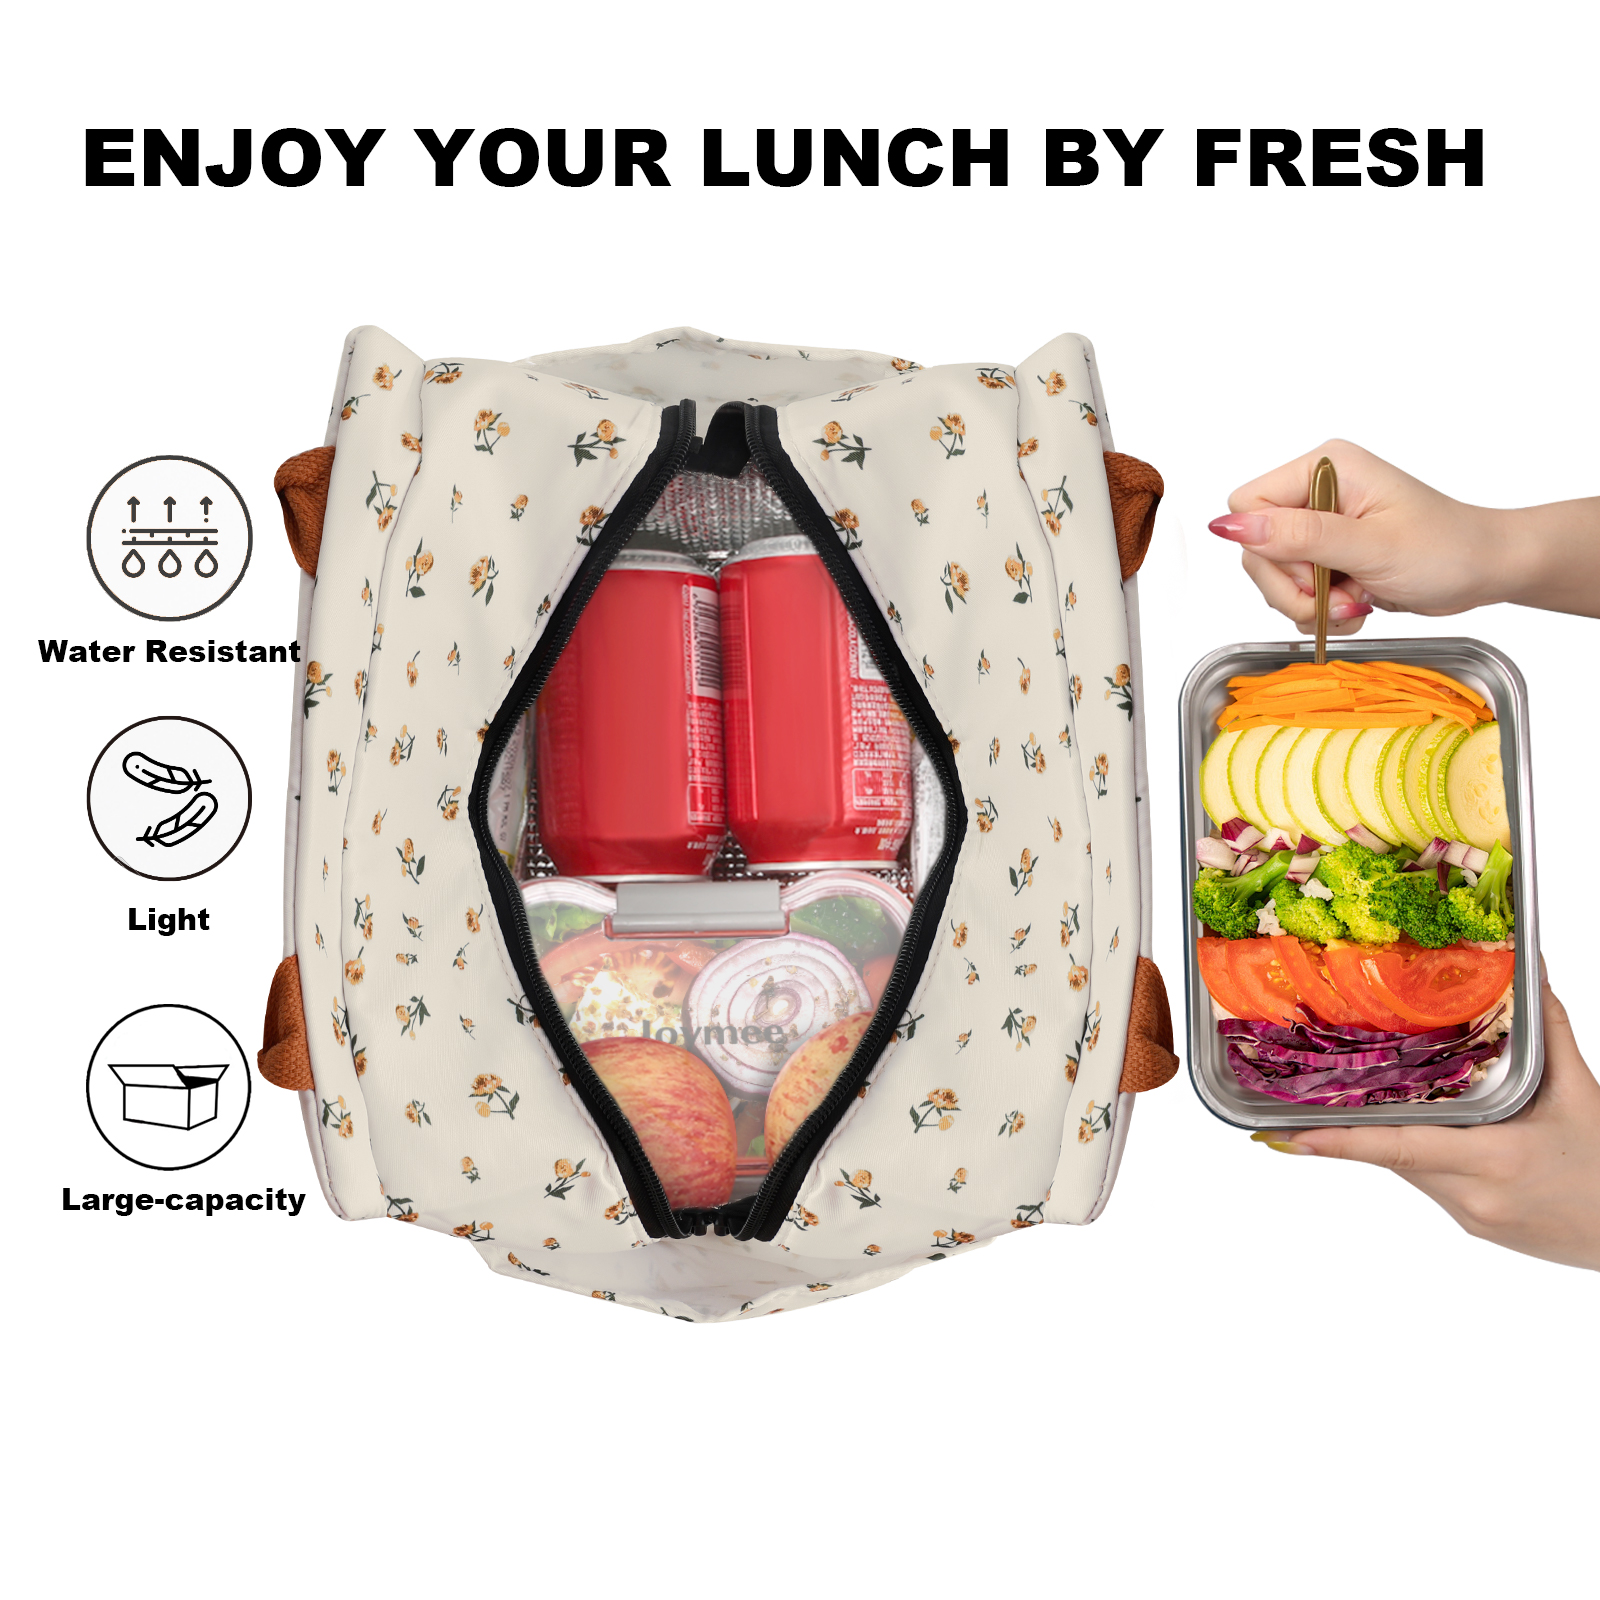 ENJOY YOUR LUNCH BY FRESH
Water Resistant
Light
Large-capacity
Joymee